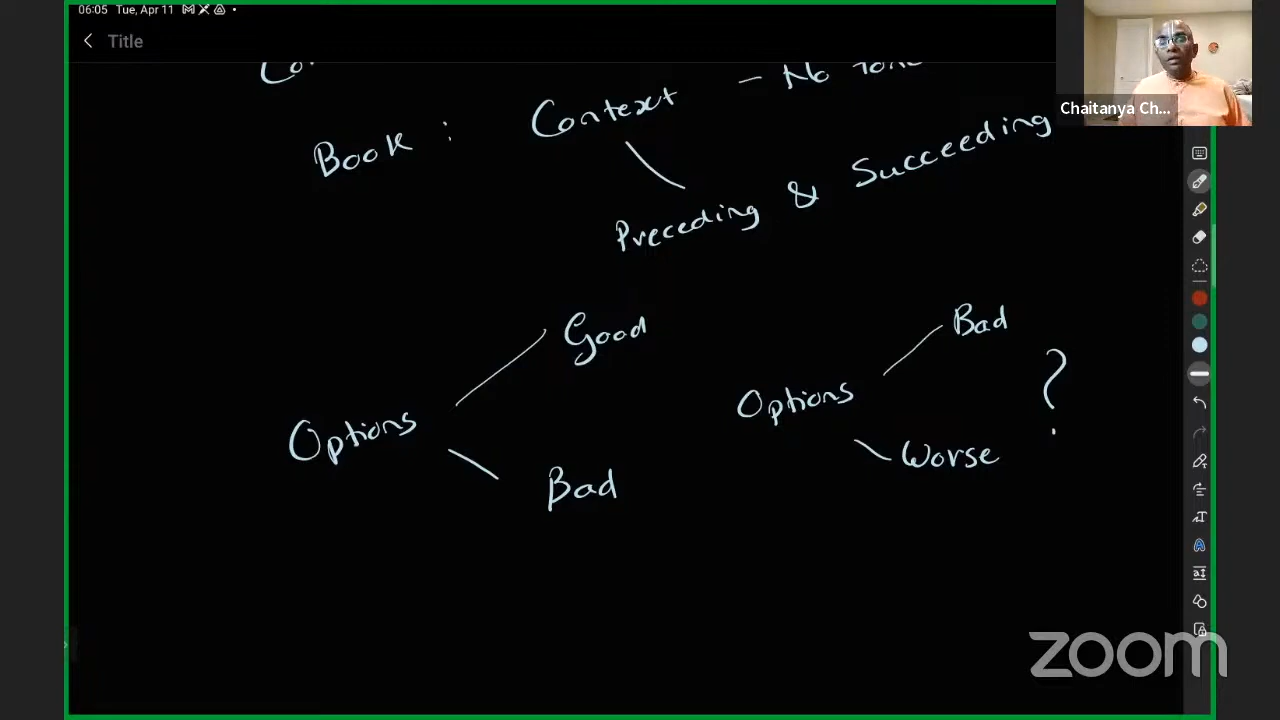 06:05 Tue, Apr 11
Title
Chaitanya Ch...
Context - No
Book :
Preceding & Succeeding
Good
Bad
Options
Options
?
Worse
Bad
zoom